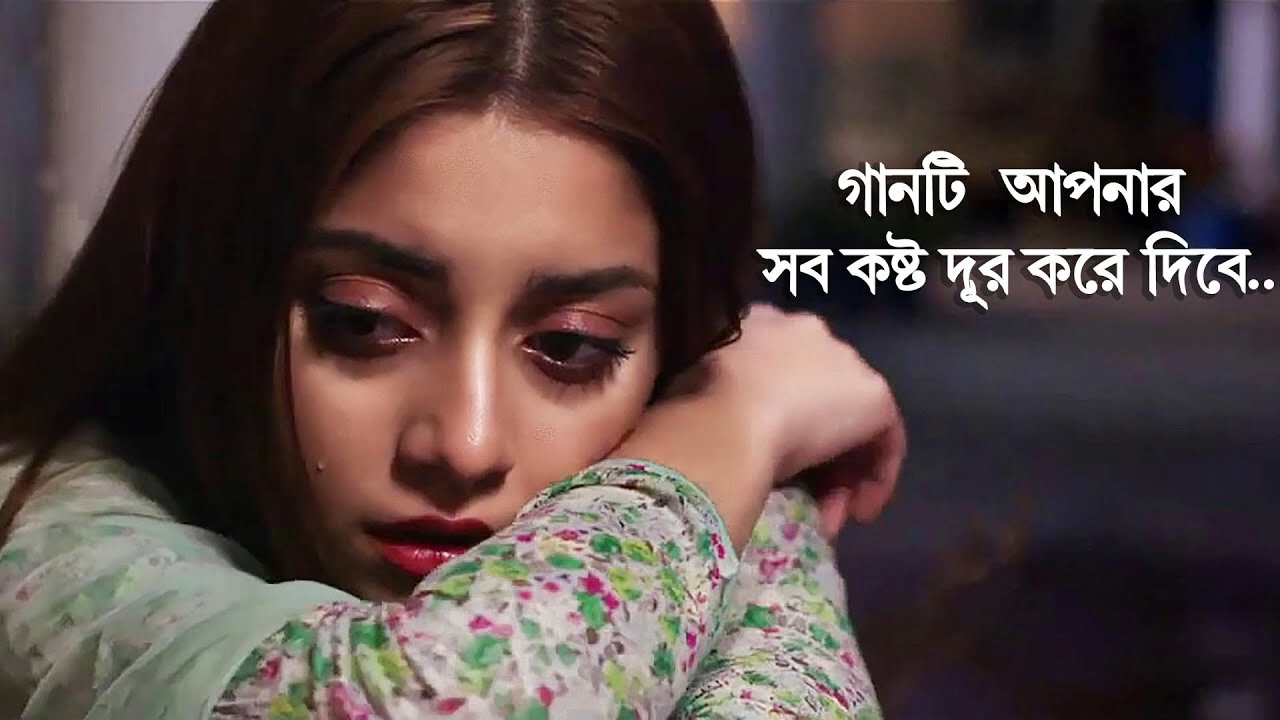 গানটি আপনার
সব কষ্ট দূর করে দিবে..